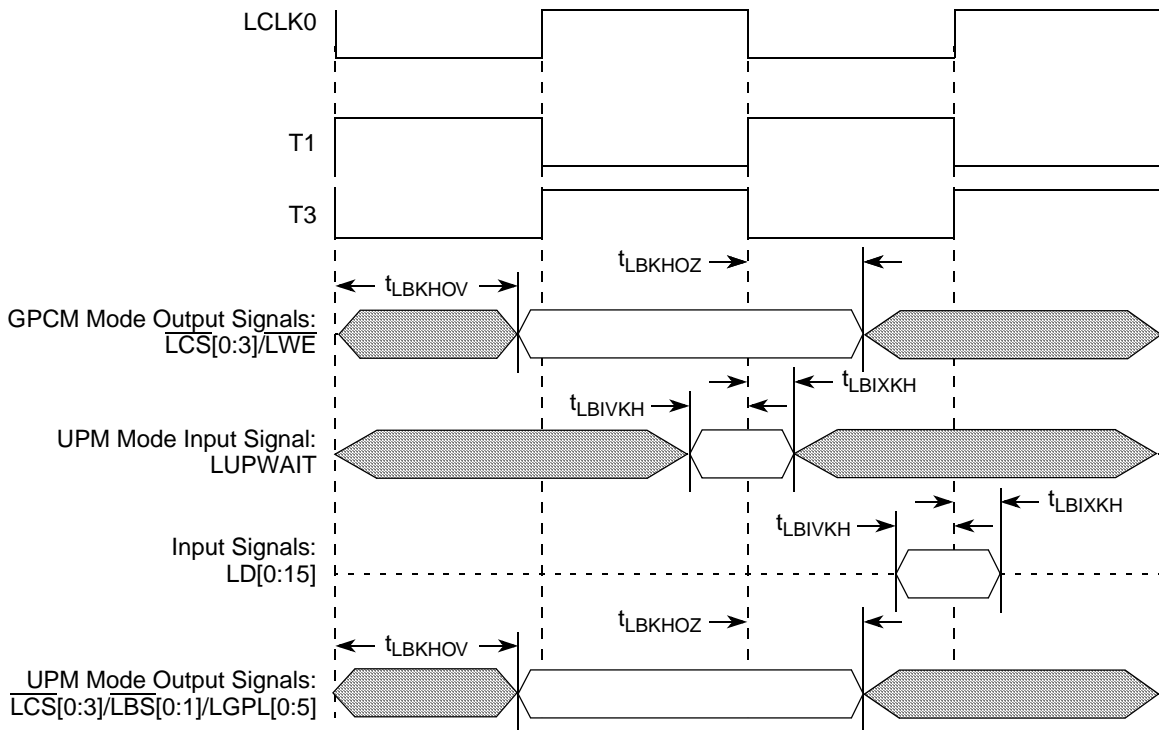 LCLK0
T1
T3
tLBKHOZ
tLBKHOV
GPCM Mode Output Signals:
LCS[0:3]/LWE
tLBIXKH
tLBIVKH
UPM Mode Input Signal:
LUPWAIT
tLBIXKH
tLBIVKH
Input Signals:
LD[0:15]
tLBKHOZ
tLBKHOV
UPM Mode Output Signals:
LCS[0:3]/LBS[0:1]/LGPL[0:5]